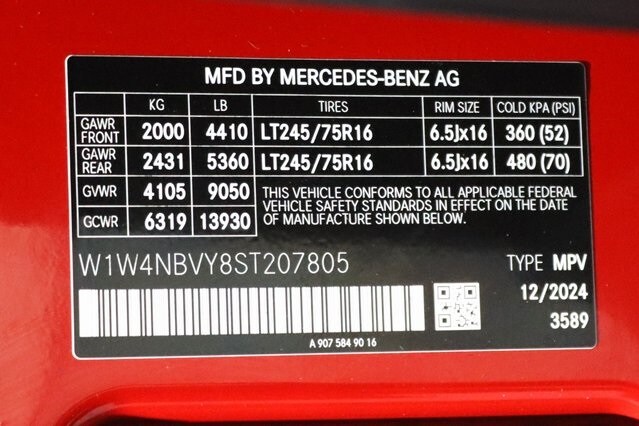 MFD BY MERCEDES-BENZ AG
KG LB TIRES RIM SIZE COLD KPA (PSI)
GAWR FRONT 2000 4410 LT245/75R16 6.5Jx16 360 (52)
GAWR REAR 2431 5360 LT245/75R16 6.5Jx16 480 (70)
GVWR 4105 9050
GCWR 6319 13930
THIS VEHICLE CONFORMS TO ALL APPLICABLE FEDERAL
VEHICLE SAFETY STANDARDS IN EFFECT ON THE DATE
OF MANUFACTURE SHOWN BELOW.
W1W4NBVY8ST207805 TYPE MPV
12/2024
3589
A 907 584 90 16